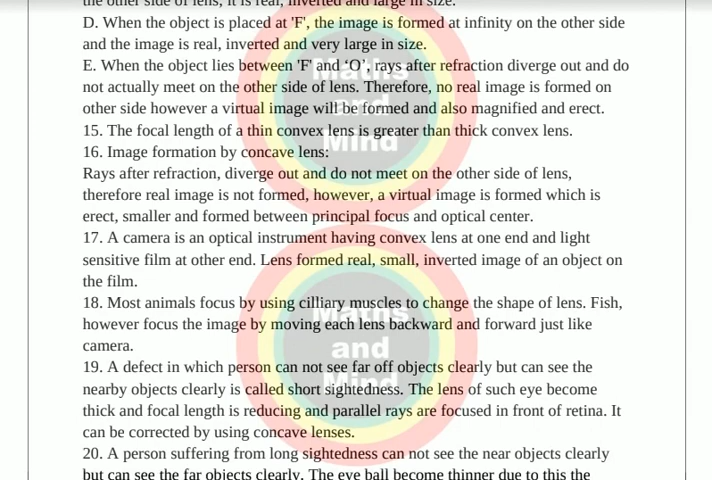 the other side of lens, it is real, inverted and large in size.
D. When the object is placed at 'F', the image is formed at infinity on the other side
and the image is real, inverted and very large in size.
E. When the object lies between 'F' and ‘O’, rays after refraction diverge out and do
not actually meet on the other side of lens. Therefore, no real image is formed on
other side however a virtual image will be formed and also magnified and erect.
15. The focal length of a thin convex lens is greater than thick convex lens.
16. Image formation by concave lens:
Rays after refraction, diverge out and do not meet on the other side of lens,
therefore real image is not formed, however, a virtual image is formed which is
erect, smaller and formed between principal focus and optical center.
17. A camera is an optical instrument having convex lens at one end and light
sensitive film at other end. Lens formed real, small, inverted image of an object on
the film.
18. Most animals focus by using cilliary muscles to change the shape of lens. Fish,
however focus the image by moving each lens backward and forward just like
camera.
19. A defect in which person can not see far off objects clearly but can see the
nearby objects clearly is called short sightedness. The lens of such eye become
thick and focal length is reducing and parallel rays are focused in front of retina. It
can be corrected by using concave lenses.
20. A person suffering from long sightedness can not see the near objects clearly
but can see the far objects clearly. The eye ball become thinner due to this the
Maths
and
Mind
Maths
and
Mind